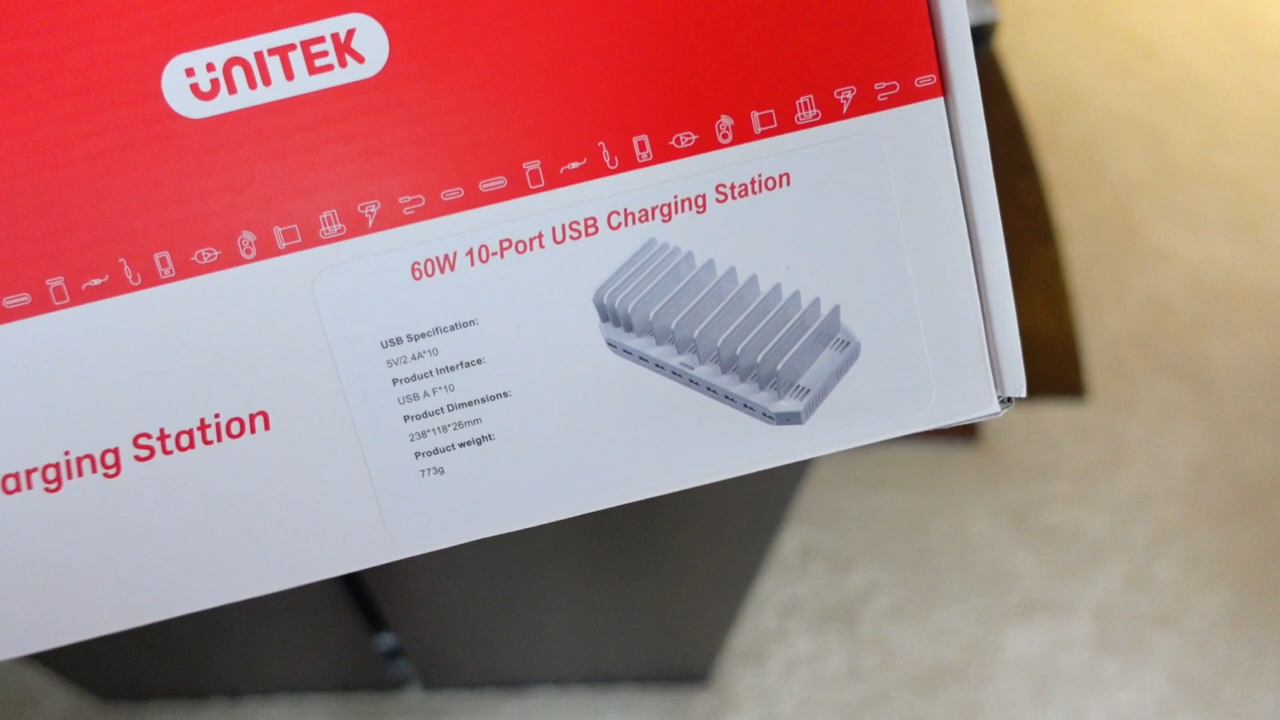 UNITEK
60W 10-Port USB Charging Station
USB Specification:
5V/2.4A*10
Product Interface:
USB A F*10
Product Dimensions:
238*118*26mm
Product weight:
773g
arging Station